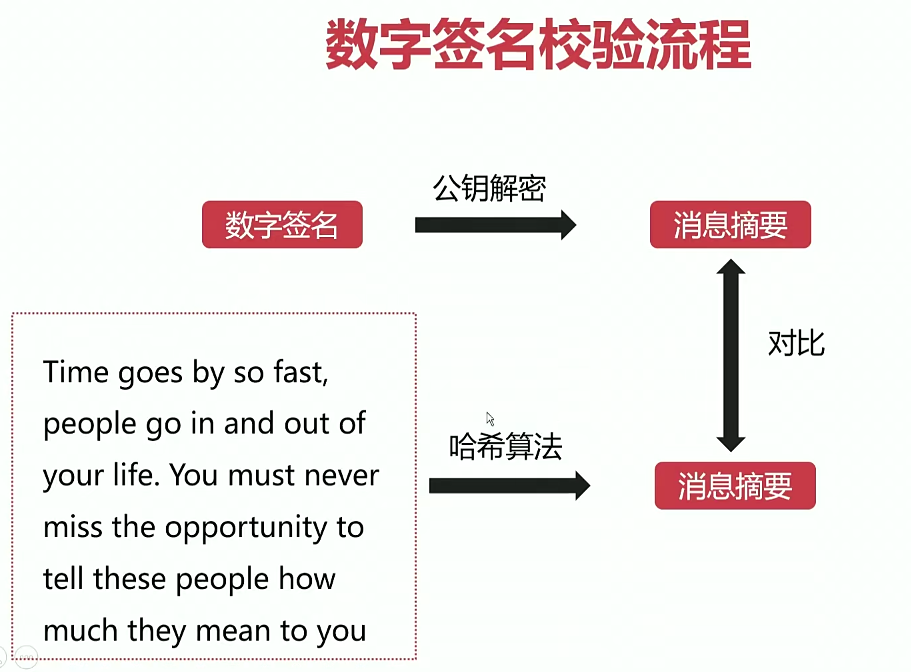 数字签名校验流程
公钥解密
数字签名
消息摘要
对比
Time goes by so fast,
people go in and out of
your life. You must never
miss the opportunity to
tell these people how
much they mean to you
哈希算法
消息摘要